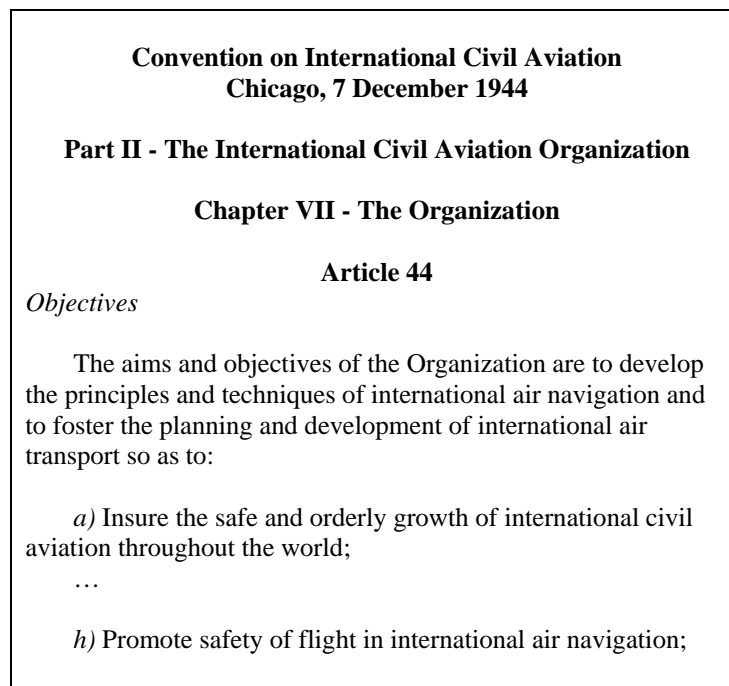 Convention on International Civil Aviation
Chicago, 7 December 1944
Part II - The International Civil Aviation Organization
Chapter VII - The Organization
Article 44
Objectives
The aims and objectives of the Organization are to develop
the principles and techniques of international air navigation and
to foster the planning and development of international air
transport so as to:
a) Insure the safe and orderly growth of international civil
aviation throughout the world;
…
h) Promote safety of flight in international air navigation;